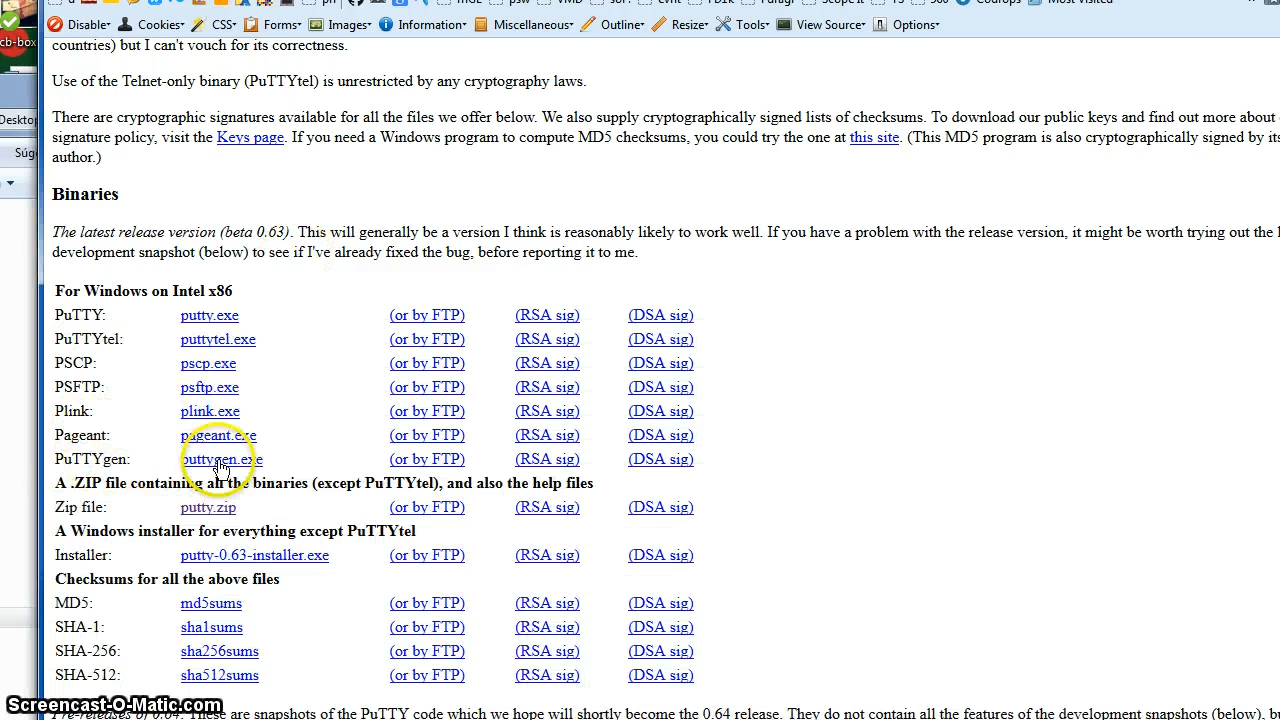 Disable Cookies CSS Forms Images Information Miscellaneous Outline Resize Tools View Source Options
cb-box
countries) but I can't vouch for its correctness.
Use of the Telnet-only binary (PuTTYtel) is unrestricted by any cryptography laws.
There are cryptographic signatures available for all the files we offer below. We also supply cryptographically signed lists of checksums. To download our public keys and find out more about
Desktop
signature policy, visit the Keys page. If you need a Windows program to compute MD5 checksums, you could try the one at this site. (This MD5 program is also cryptographically signed by its
Súg
author.)
Binaries
The latest release version (beta 0.63). This will generally be a version I think is reasonably likely to work well. If you have a problem with the release version, it might be worth trying out the
development snapshot (below) to see if I've already fixed the bug, before reporting it to me.
For Windows on Intel x86
PuTTY: putty.exe (or by FTP) (RSA sig) (DSA sig)
PuTTYtel: puttytel.exe (or by FTP) (RSA sig) (DSA sig)
PSCP: pscp.exe (or by FTP) (RSA sig) (DSA sig)
PSFTP: psftp.exe (or by FTP) (RSA sig) (DSA sig)
Plink: plink.exe (or by FTP) (RSA sig) (DSA sig)
Pageant: pageant.exe (or by FTP) (RSA sig) (DSA sig)
PuTTYgen: puttygen.exe (or by FTP) (RSA sig) (DSA sig)
A .ZIP file containing all the binaries (except PuTTYtel), and also the help files
Zip file: putty.zip (or by FTP) (RSA sig) (DSA sig)
A Windows installer for everything except PuTTYtel
Installer: putty-0.63-installer.exe (or by FTP) (RSA sig) (DSA sig)
Checksums for all the above files
MD5: md5sums (or by FTP) (RSA sig) (DSA sig)
SHA-1: sha1sums (or by FTP) (RSA sig) (DSA sig)
SHA-256: sha256sums (or by FTP) (RSA sig) (DSA sig)
SHA-512: sha512sums (or by FTP) (RSA sig) (DSA sig)
Screencast-O-Matic.com
Pre-releases of 0.64. These are snapshots of the PuTTY code which we hope will shortly become the 0.64 release. They do not contain all the features of the development snapshots (below), but